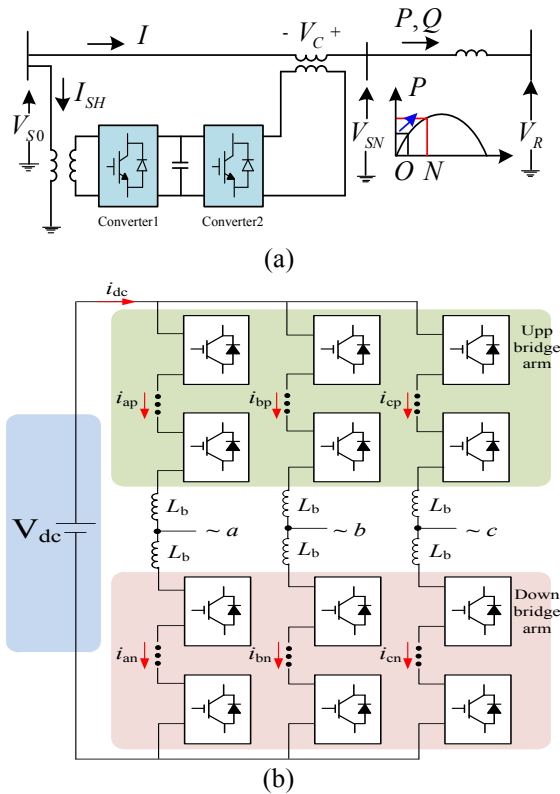 I
- V_C +
P, Q
I_SH
V_S0
Converter1
Converter2
V_SN
P
O N
V_R
(a)
i_dc
Upp
bridge
arm
i_ap
i_bp
i_cp
L_b
L_b
L_b
V_dc
~ a
~ b
~ c
L_b
L_b
L_b
Down
bridge
arm
i_an
i_bn
i_cn
(b)